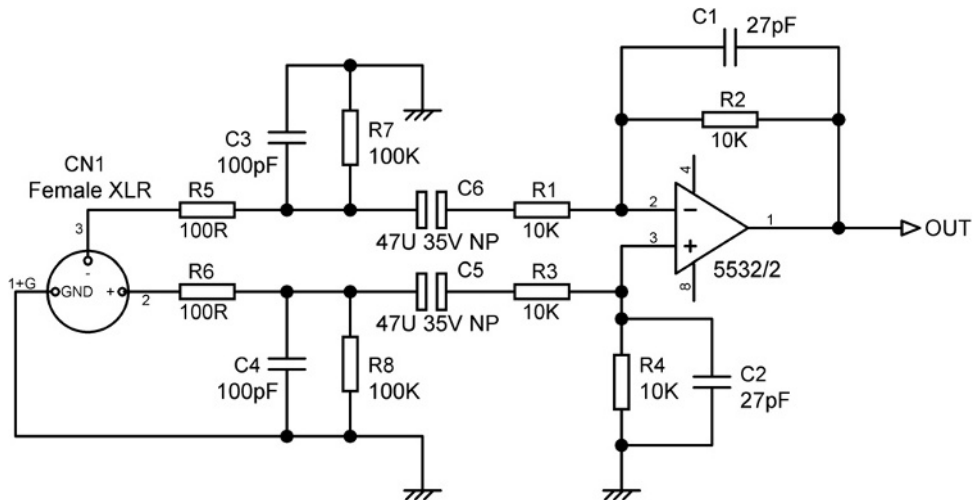 C1
27pF
R2
10K
C3
100pF
R7
100K
CN1
Female XLR
R5
100R
C6
47U 35V NP
R1
10K
4
2
-
3
+
1
8
5532/2
OUT
3
-
1+G
GND
+
2
R6
100R
C5
47U 35V NP
R3
10K
C4
100pF
R8
100K
R4
10K
C2
27pF